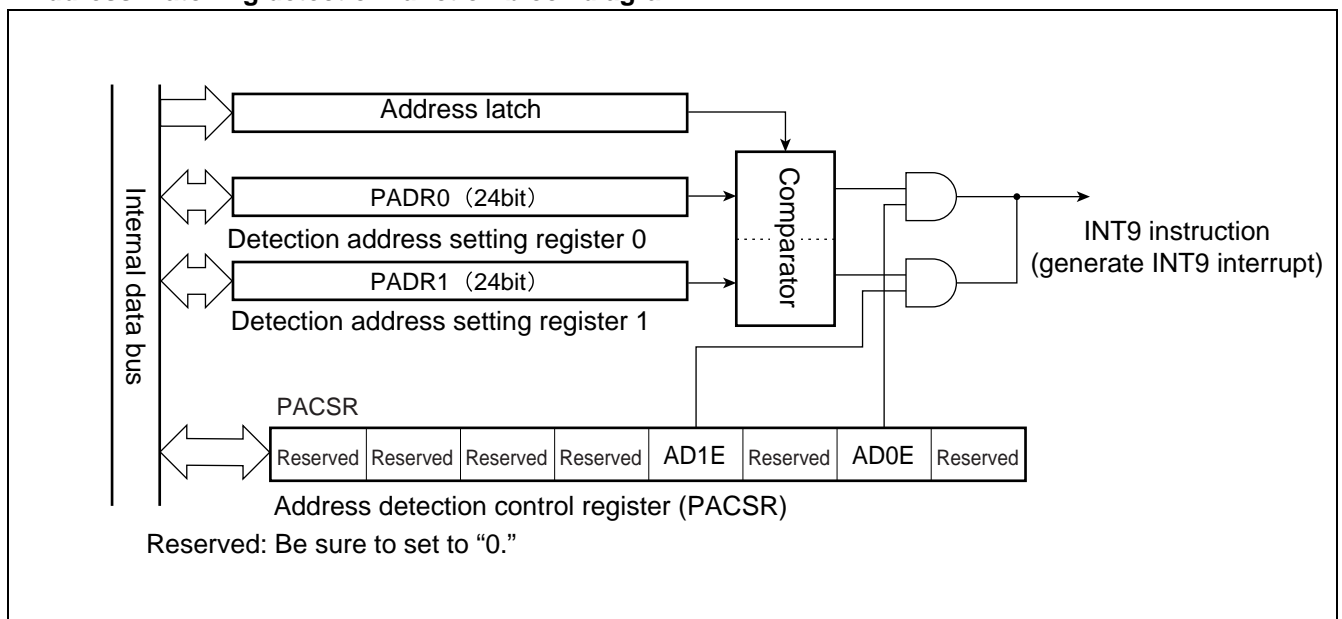 Address latch
PADR0（24bit）
Detection address setting register 0
PADR1（24bit）
Detection address setting register 1
Internal data bus
Comparator
INT9 instruction
(generate INT9 interrupt)
PACSR
Reserved Reserved Reserved Reserved AD1E Reserved AD0E Reserved
Address detection control register (PACSR)
Reserved: Be sure to set to “0.”